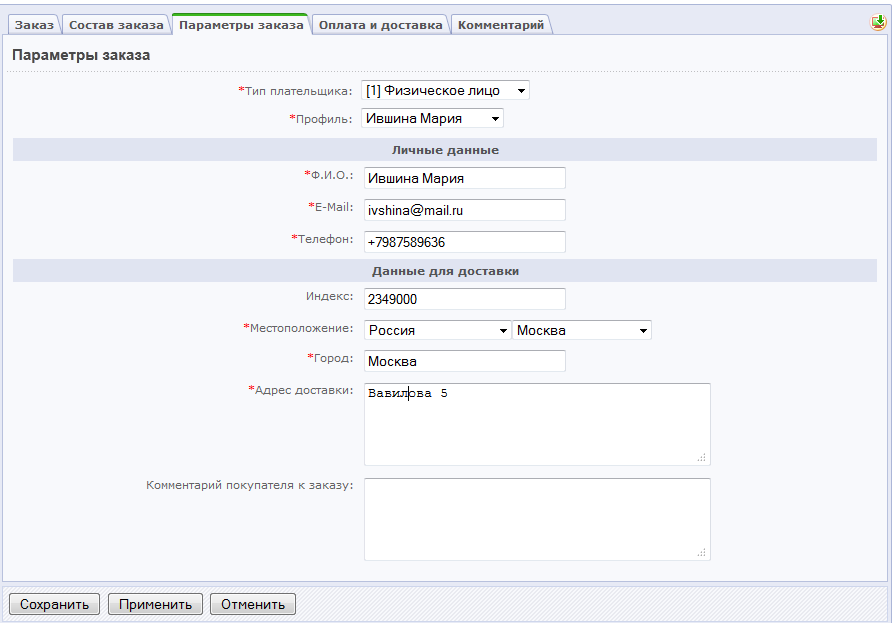 Заказ Состав заказа Параметры заказа Оплата и доставка Комментарий
Параметры заказа
*Тип плательщика: [1] Физическое лицо
*Профиль: Ившина Мария
Личные данные
*Ф.И.О.: Ившина Мария
*E-Mail: ivshina@mail.ru
*Телефон: +7987589636
Данные для доставки
Индекс: 2349000
*Местоположение: Россия Москва
*Город: Москва
*Адрес доставки: Вавилова 5
Комментарий покупателя к заказу:
Сохранить Применить Отменить